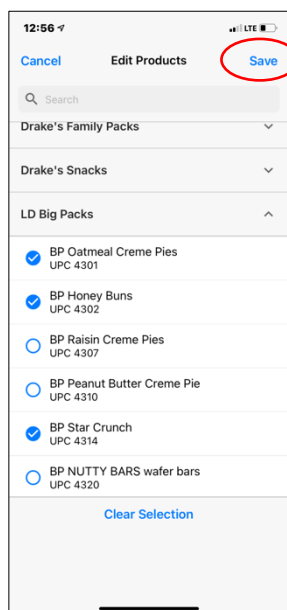 12:56 LTE
Cancel Edit Products Save
Search
Drake's Family Packs
Drake's Snacks
LD Big Packs
BP Oatmeal Creme Pies
UPC 4301
BP Honey Buns
UPC 4302
BP Raisin Creme Pies
UPC 4307
BP Peanut Butter Creme Pie
UPC 4310
BP Star Crunch
UPC 4314
BP NUTTY BARS wafer bars
UPC 4320
Clear Selection